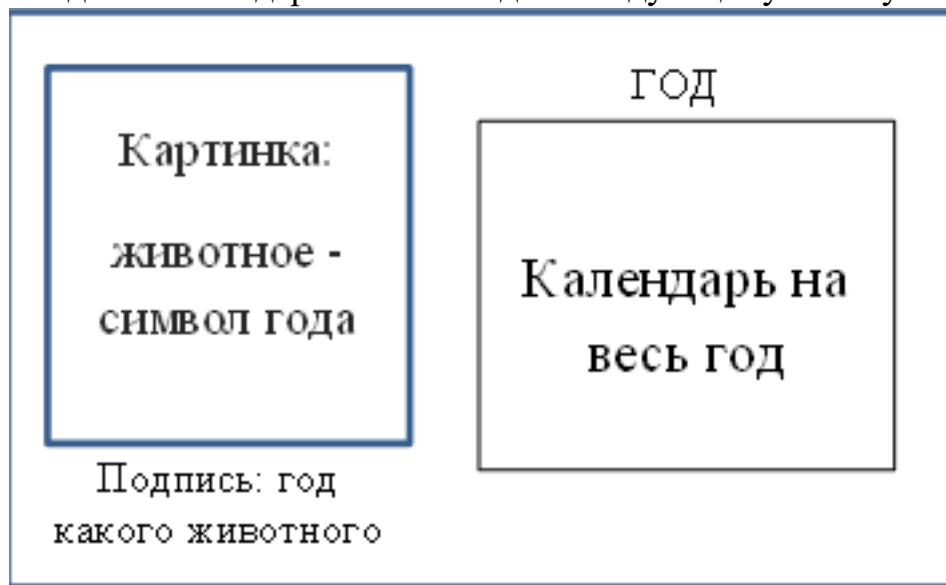 Картинка:
животное -
символ года
Подпись: год
какого животного
ГОД
Календарь на
весь год